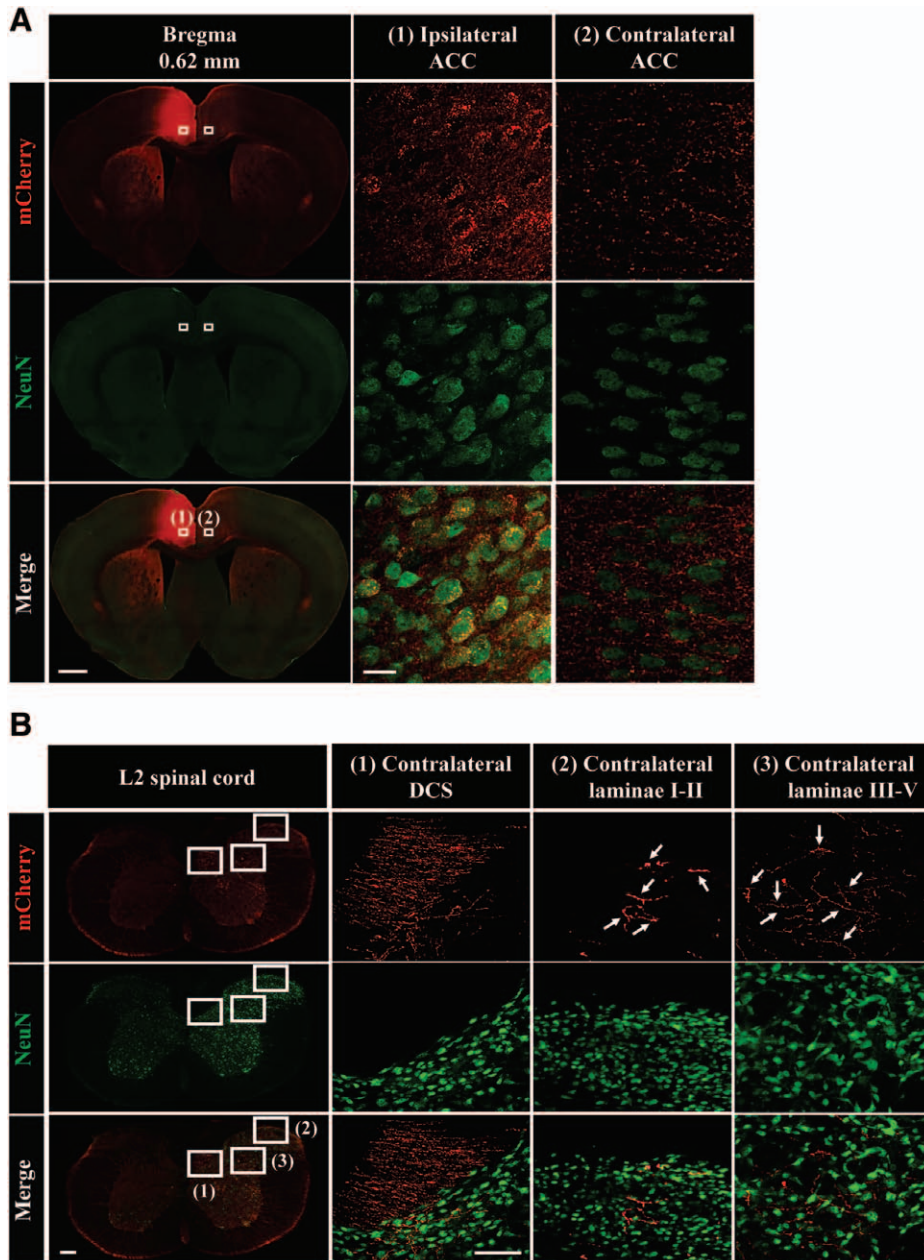 A
Bregma
0.62 mm
(1) Ipsilateral
ACC
(2) Contralateral
ACC
mCherry
NeuN
Merge
(1) (2)
B
L2 spinal cord
(1) Contralateral
DCS
(2) Contralateral
laminae I-II
(3) Contralateral
laminae III-V
mCherry
NeuN
Merge
(2)
(3)
(1)